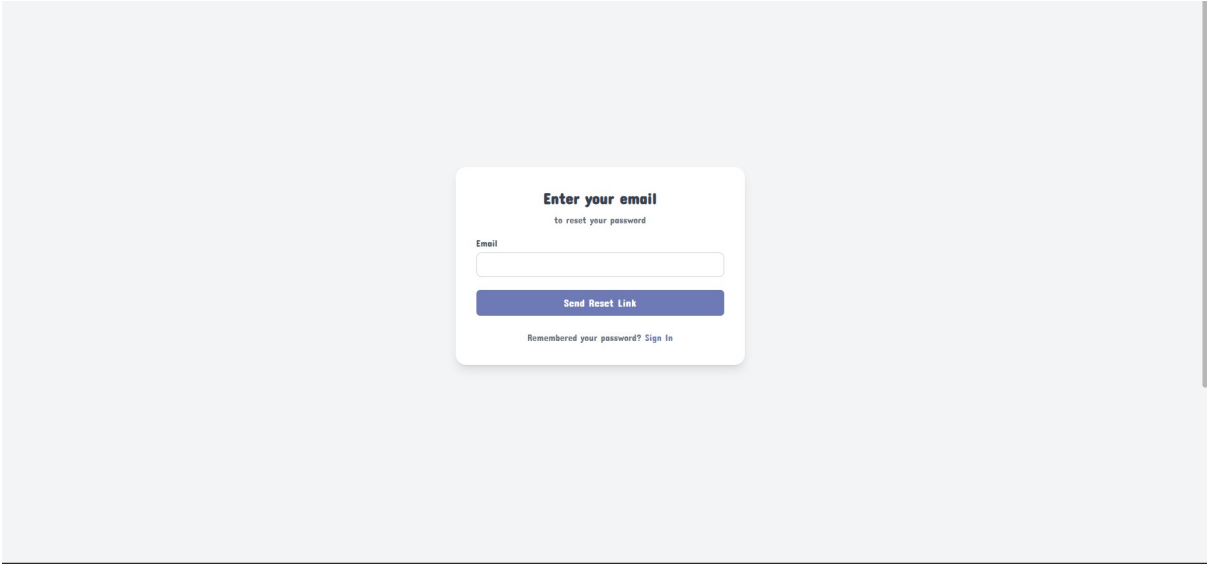 Enter your email
to reset your password
Email
Send Reset Link
Remembered your password? Sign In